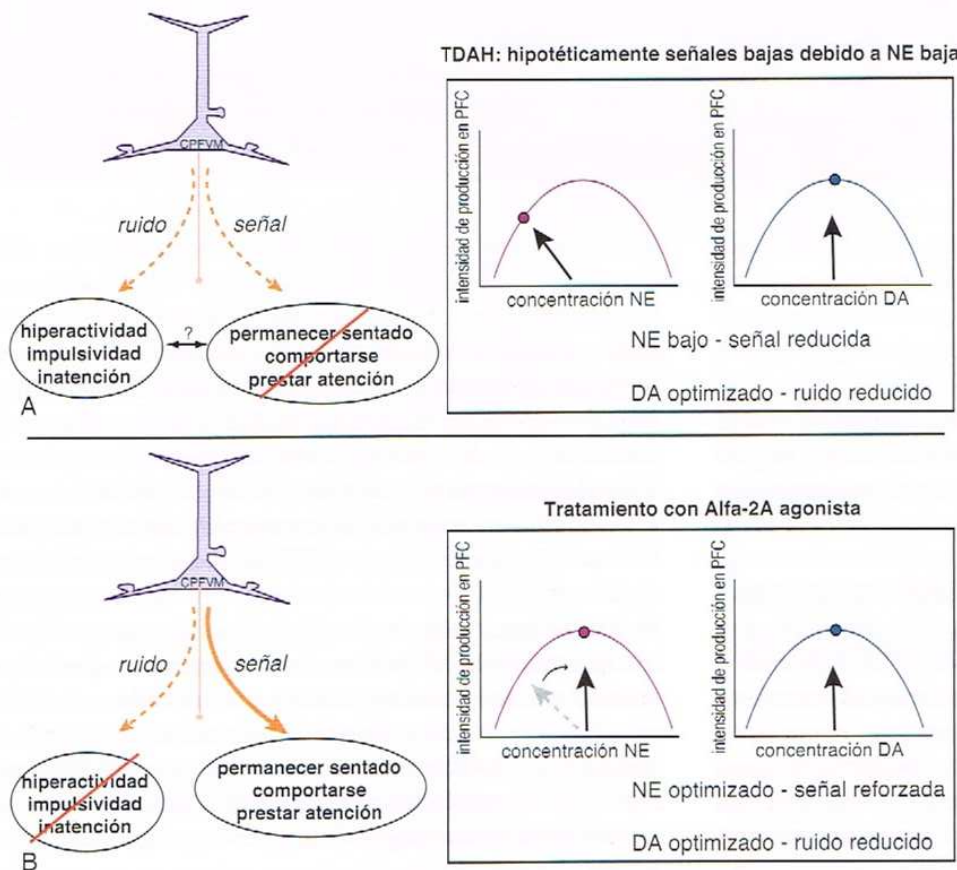 TDAH: hipotéticamente señales bajas debido a NE baja
CPFVM
ruido
señal
hiperactividad
impulsividad
inatención
?
permanecer sentado
comportarse
prestar atención
A
intensidad de producción en PFC
concentración NE
intensidad de producción en PFC
concentración DA
NE bajo - señal reducida
DA optimizado - ruido reducido
Tratamiento con Alfa-2A agonista
CPFVM
ruido
señal
hiperactividad
impulsividad
inatención
permanecer sentado
comportarse
prestar atención
B
intensidad de producción en PFC
concentración NE
intensidad de producción en PFC
concentración DA
NE optimizado - señal reforzada
DA optimizado - ruido reducido